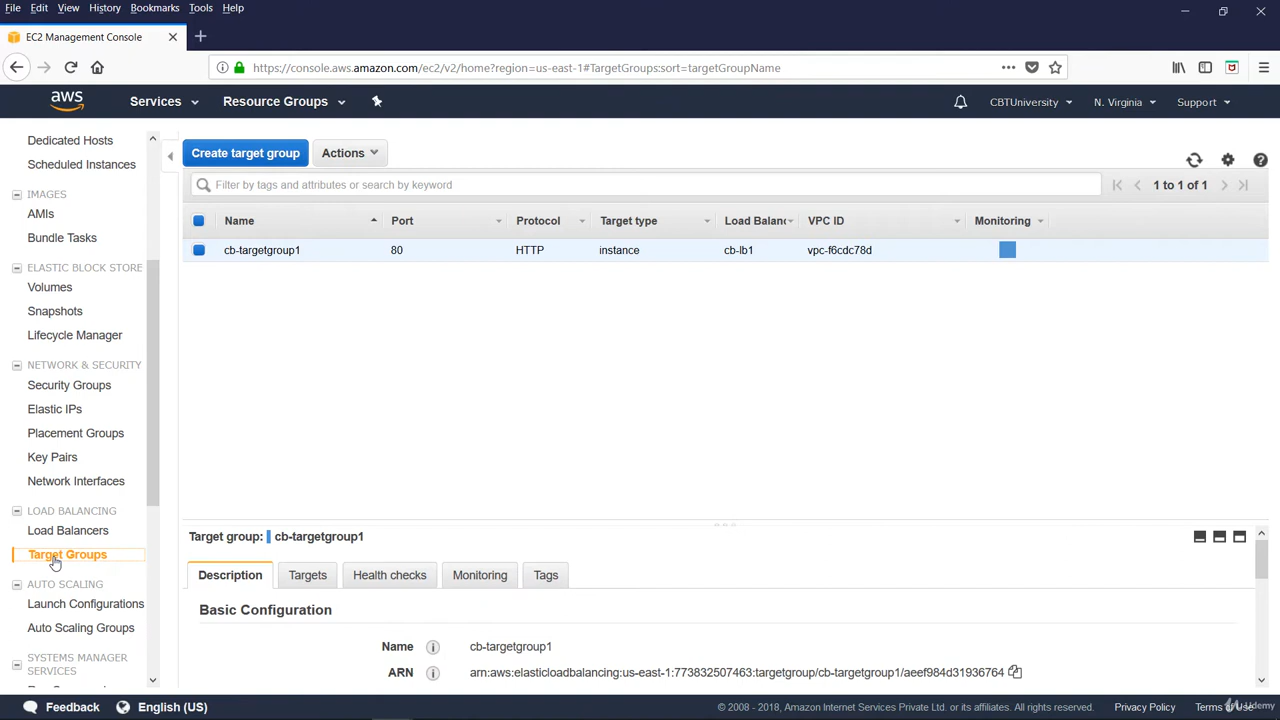 File Edit View History Bookmarks Tools Help
EC2 Management Console
https://console.aws.amazon.com/ec2/v2/home?region=us-east-1#TargetGroups:sort=targetGroupName
aws Services Resource Groups CBTUniversity N. Virginia Support
Dedicated Hosts
Scheduled Instances
IMAGES
AMIs
Bundle Tasks
ELASTIC BLOCK STORE
Volumes
Snapshots
Lifecycle Manager
NETWORK & SECURITY
Security Groups
Elastic IPs
Placement Groups
Key Pairs
Network Interfaces
LOAD BALANCING
Load Balancers
Target Groups
AUTO SCALING
Launch Configurations
Auto Scaling Groups
SYSTEMS MANAGER
SERVICES
Create target group Actions
Filter by tags and attributes or search by keyword 1 to 1 of 1
Name Port Protocol Target type Load Balanc VPC ID Monitoring
cb-targetgroup1 80 HTTP instance cb-lb1 vpc-f6cdc78d
Target group: cb-targetgroup1
Description Targets Health checks Monitoring Tags
Basic Configuration
Name cb-targetgroup1
ARN arn:aws:elasticloadbalancing:us-east-1:773832507463:targetgroup/cb-targetgroup1/aeef984d31936764
Feedback English (US) © 2008 - 2018, Amazon Internet Services Private Ltd. or its affiliates. All rights reserved. Privacy Policy Terms of Use
Udemy